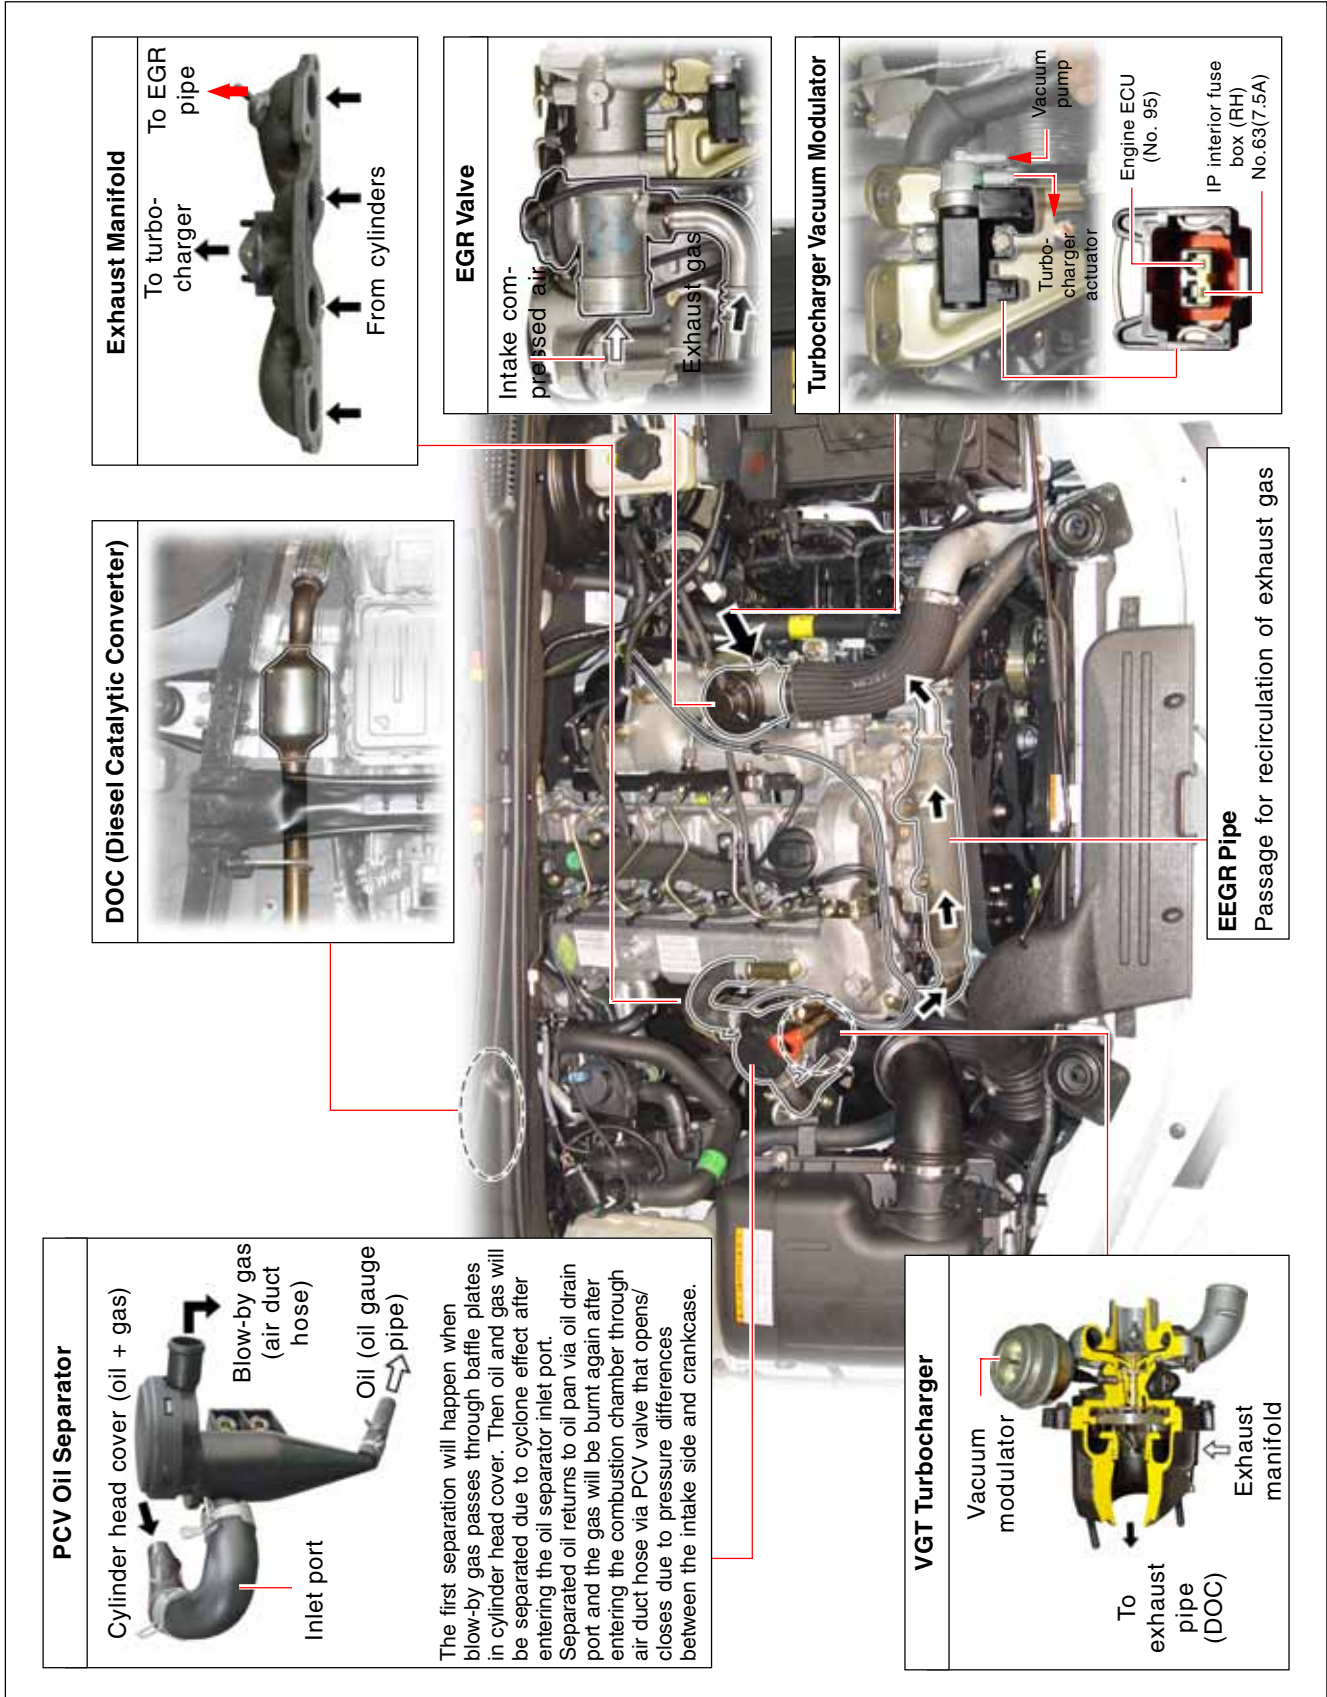 PCV Oil Separator
Cylinder head cover (oil + gas)
Blow-by gas
(air duct
hose)
Oil (oil gauge
pipe)
Inlet port
The first separation will happen when
blow-by gas passes through baffle plates
in cylinder head cover. Then oil and gas will
be separated due to cyclone effect after
entering the oil separator inlet port.
Separated oil returns to oil pan via oil drain
port and the gas will be burnt again after
entering the combustion chamber through
air duct hose via PCV valve that opens/
closes due to pressure differences
between the intake side and crankcase.
DOC (Diesel Catalytic Converter)
Exhaust Manifold
To turbo-
charger
To EGR
pipe
From cylinders
EGR Valve
Intake com-
pressed air
Exhaust gas
Turbocharger Vacuum Modulator
Vacuum
pump
Turbo-
charger
actuator
Engine ECU
(No. 95)
IP interior fuse
box (RH)
No.63(7.5A)
VGT Turbocharger
Vacuum
modulator
To
exhaust
pipe
(DOC)
Exhaust
manifold
EEGR Pipe
Passage for recirculation of exhaust gas